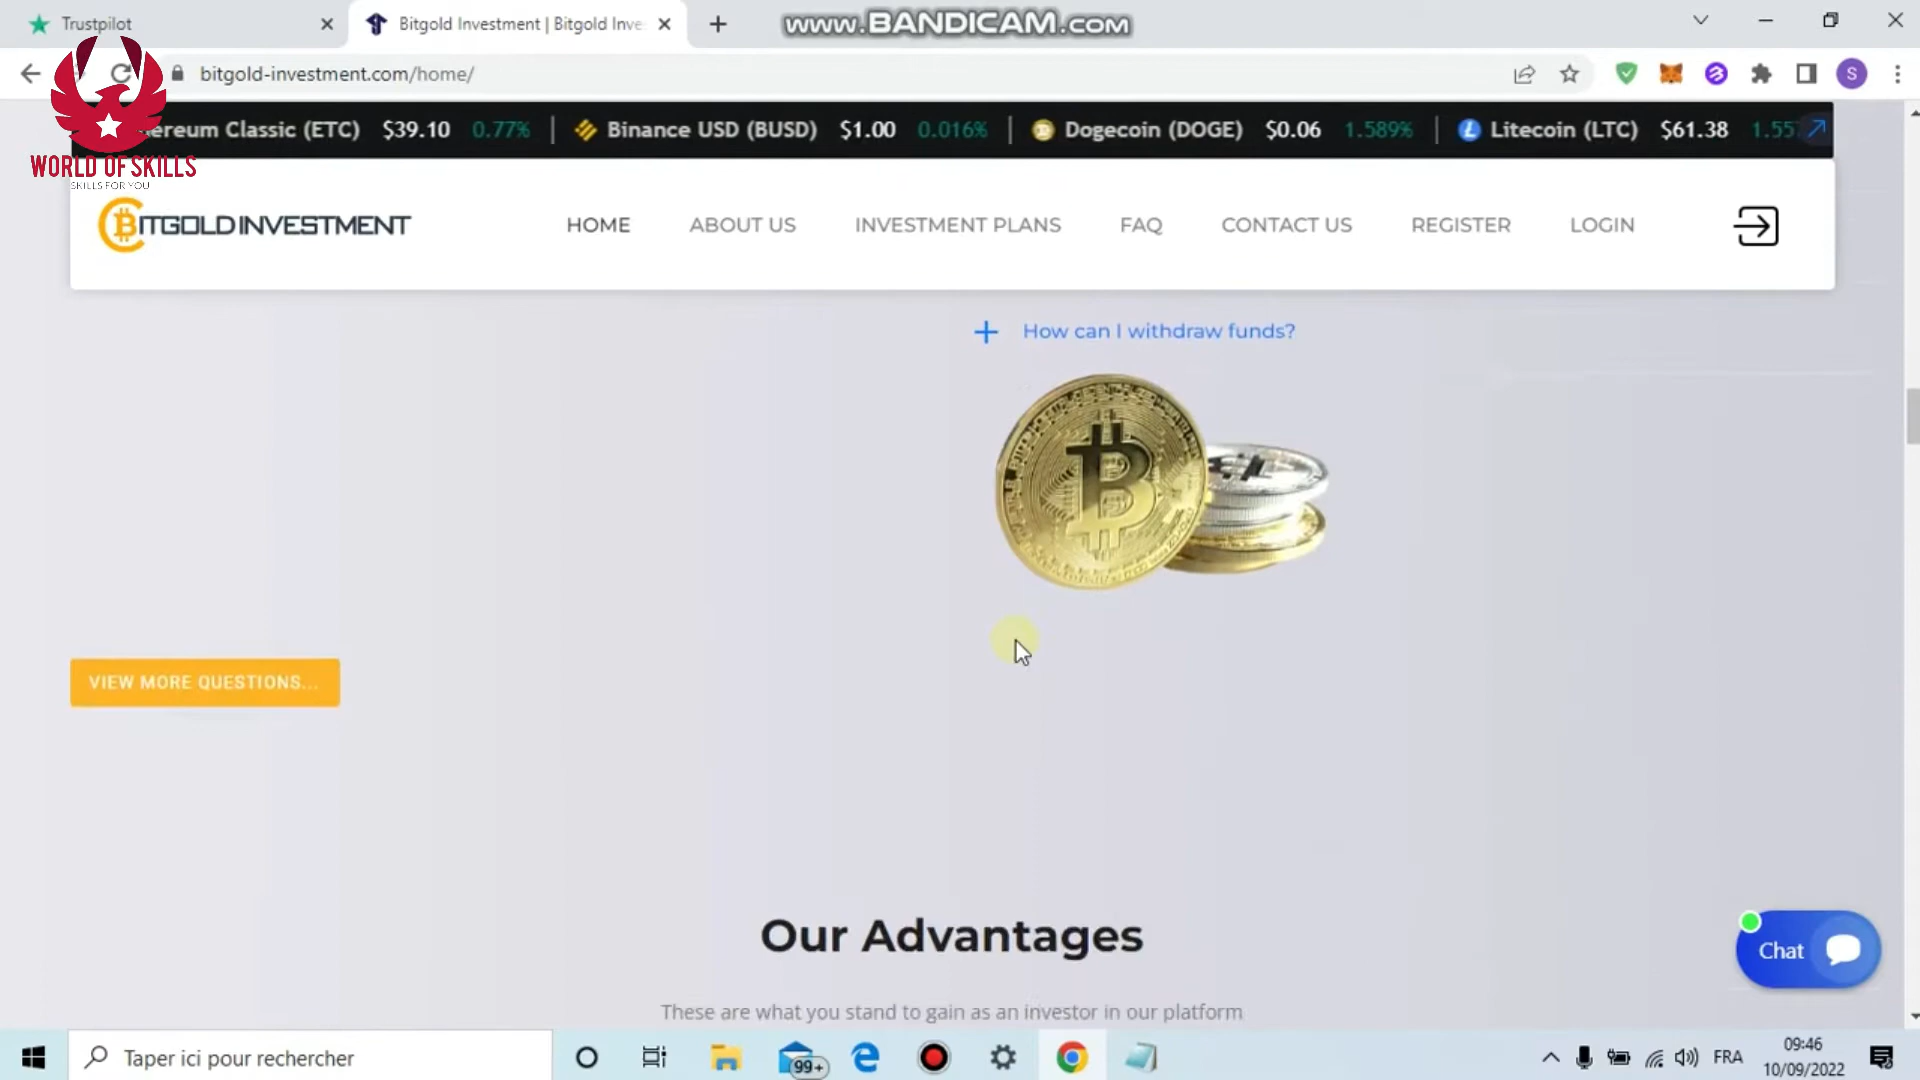 Trustpilot
Bitgold Investment | Bitgold Inve
www.BANDICAM.com
bitgold-investment.com/home/
S
ereum Classic (ETC) $39.10 0.77% | Binance USD (BUSD) $1.00 0.016% | Dogecoin (DOGE) $0.06 1.589% | Litecoin (LTC) $61.38 1.55
WORLD OF SKILLS
SKILLS FOR YOU
BITGOLD INVESTMENT
HOME ABOUT US INVESTMENT PLANS FAQ CONTACT US REGISTER LOGIN
+ How can I withdraw funds?
VIEW MORE QUESTIONS...
Our Advantages
Chat
These are what you stand to gain as an investor in our platform
Taper ici pour rechercher
99+
FRA
09:46
10/09/2022